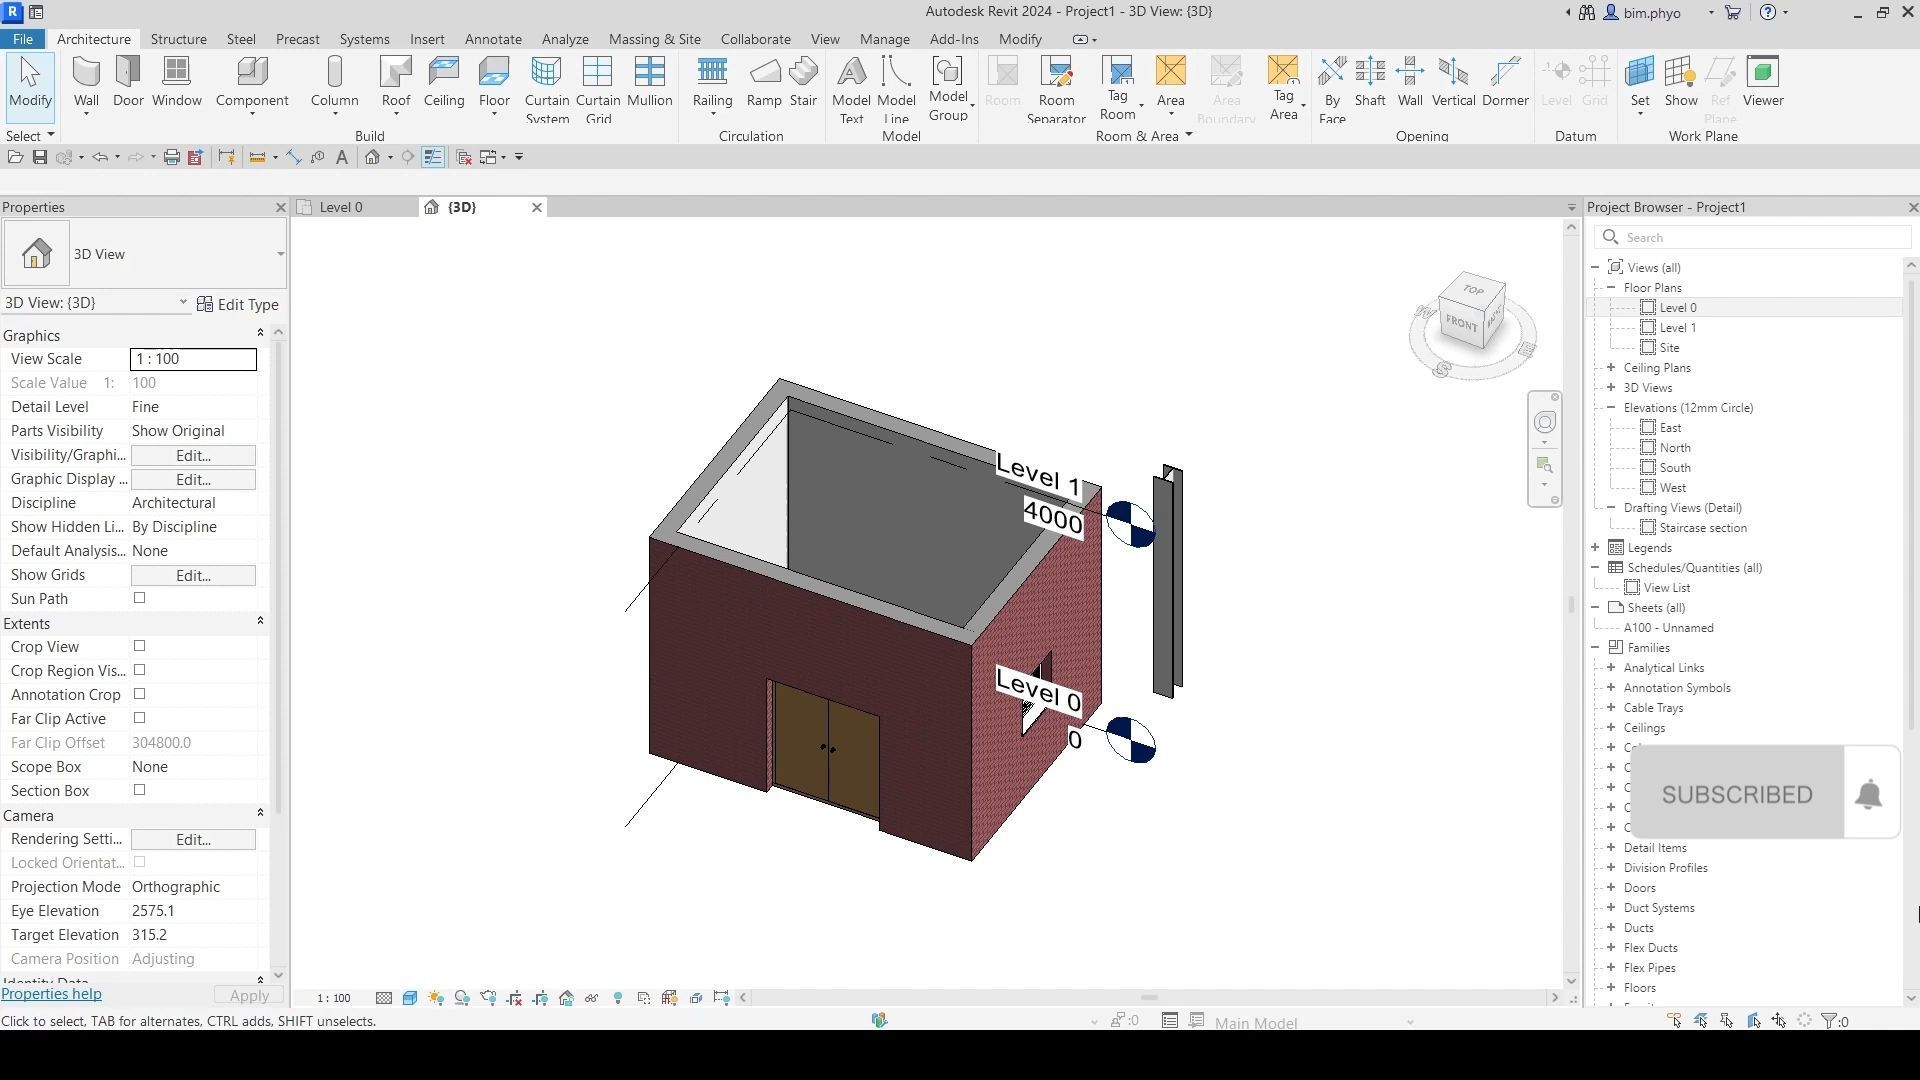 Autodesk Revit 2024 - Project1 - 3D View: {3D}
bim.phyo
File Architecture Structure Steel Precast Systems Insert Annotate Analyze Massing & Site Collaborate View Manage Add-Ins Modify
Modify Wall Door Window Component Column Roof Ceiling Floor Curtain System Curtain Grid Mullion Railing Ramp Stair Model Text Model Line Model Group Room Room Separator Tag Room Area Area Boundary Tag Area By Face Shaft Wall Vertical Dormer Level Grid Set Show Ref Plane Viewer
Select Build Circulation Model Room & Area Opening Datum Work Plane
Properties
Level 0
{3D}
Project Browser - Project1
3D View
Search
3D View: {3D}
Edit Type
Graphics
View Scale 1 : 100
Scale Value 1: 100
Detail Level Fine
Parts Visibility Show Original
Visibility/Graphi... Edit...
Graphic Display ... Edit...
Discipline Architectural
Show Hidden Li... By Discipline
Default Analysis... None
Show Grids Edit...
Sun Path
Extents
Crop View
Crop Region Vis...
Annotation Crop
Far Clip Active
Far Clip Offset 304800.0
Scope Box None
Section Box
Camera
Rendering Setti... Edit...
Locked Orientat...
Projection Mode Orthographic
Eye Elevation 2575.1
Target Elevation 315.2
Camera Position Adjusting
Identity Data
Properties help
Apply
TOP
FRONT
W
S
E
Level 1
4000
Level 0
0
Views (all)
Floor Plans
Level 0
Level 1
Site
Ceiling Plans
3D Views
Elevations (12mm Circle)
East
North
South
West
Drafting Views (Detail)
Staircase section
Legends
Schedules/Quantities (all)
View List
Sheets (all)
A100 - Unnamed
Families
Analytical Links
Annotation Symbols
Cable Trays
Ceilings
SUBSCRIBED
Detail Items
Division Profiles
Doors
Duct Systems
Ducts
Flex Ducts
Flex Pipes
Floors
1 : 100
Click to select, TAB for alternates, CTRL adds, SHIFT unselects.
:0
Main Model
:0